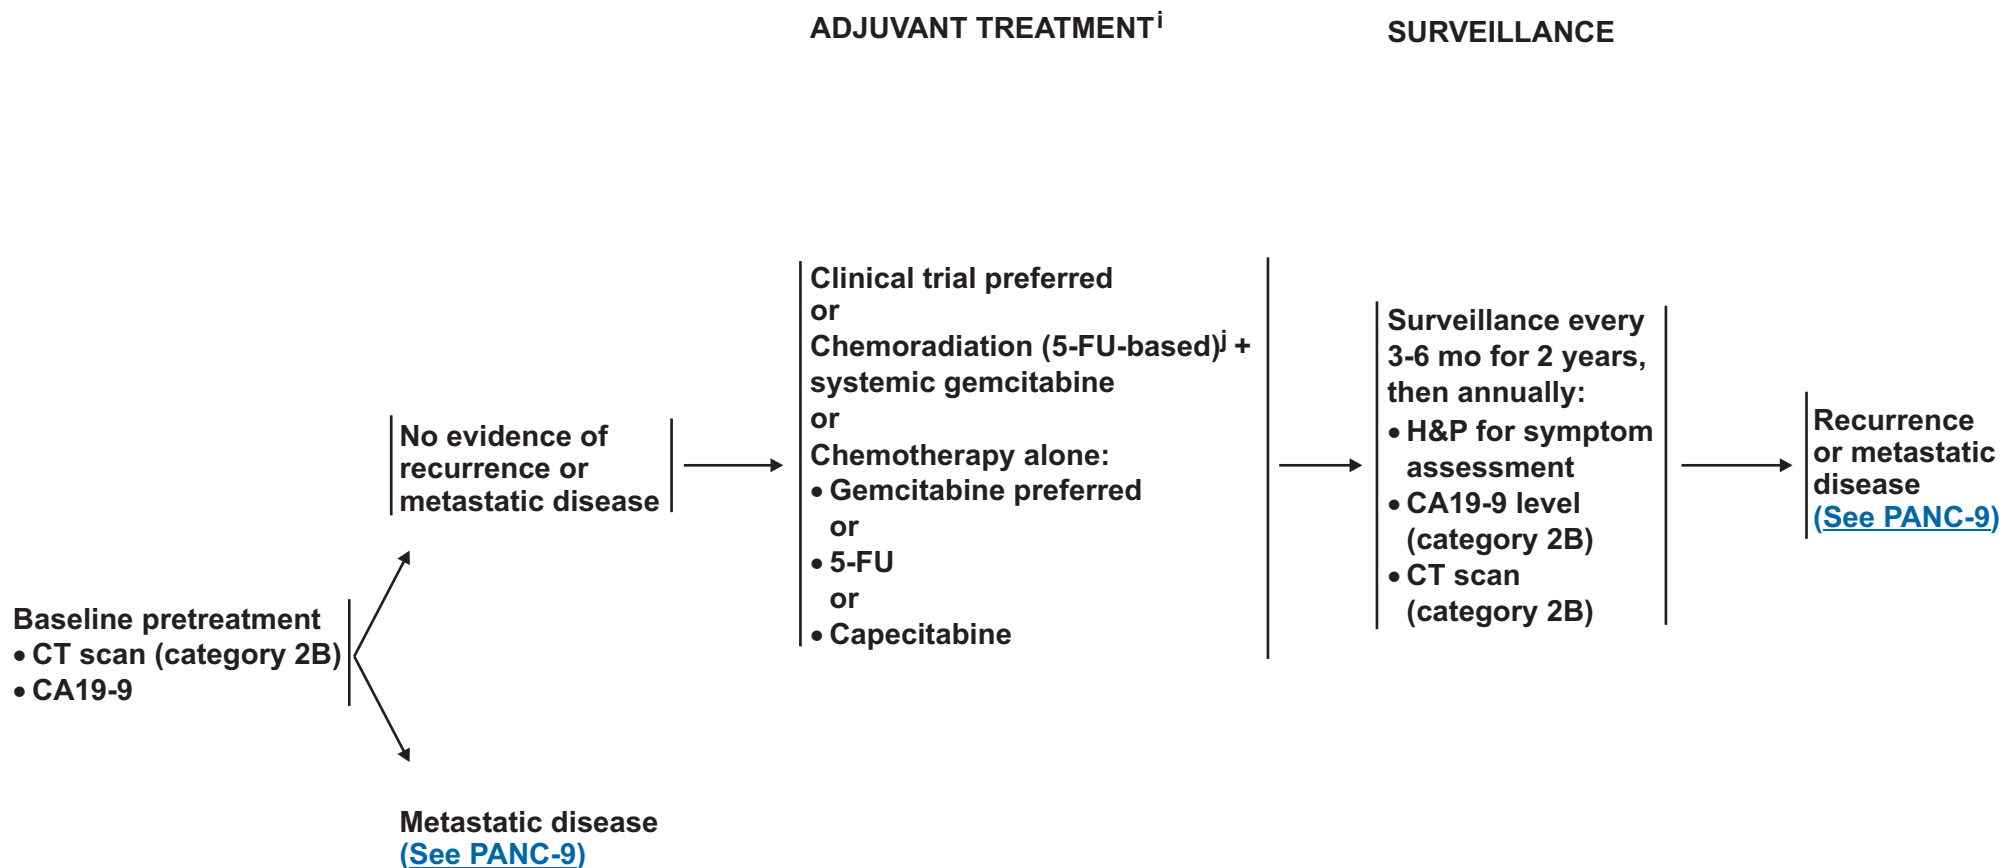 ADJUVANT TREATMENTⁱ
SURVEILLANCE
Baseline pretreatment
• CT scan (category 2B)
• CA19-9
No evidence of
recurrence or
metastatic disease
Metastatic disease
(See PANC-9)
Clinical trial preferred
or
Chemoradiation (5-FU-based)ʲ +
systemic gemcitabine
or
Chemotherapy alone:
• Gemcitabine preferred
or
• 5-FU
or
• Capecitabine
Surveillance every
3-6 mo for 2 years,
then annually:
• H&P for symptom
assessment
• CA19-9 level
(category 2B)
• CT scan
(category 2B)
Recurrence
or metastatic
disease
(See PANC-9)